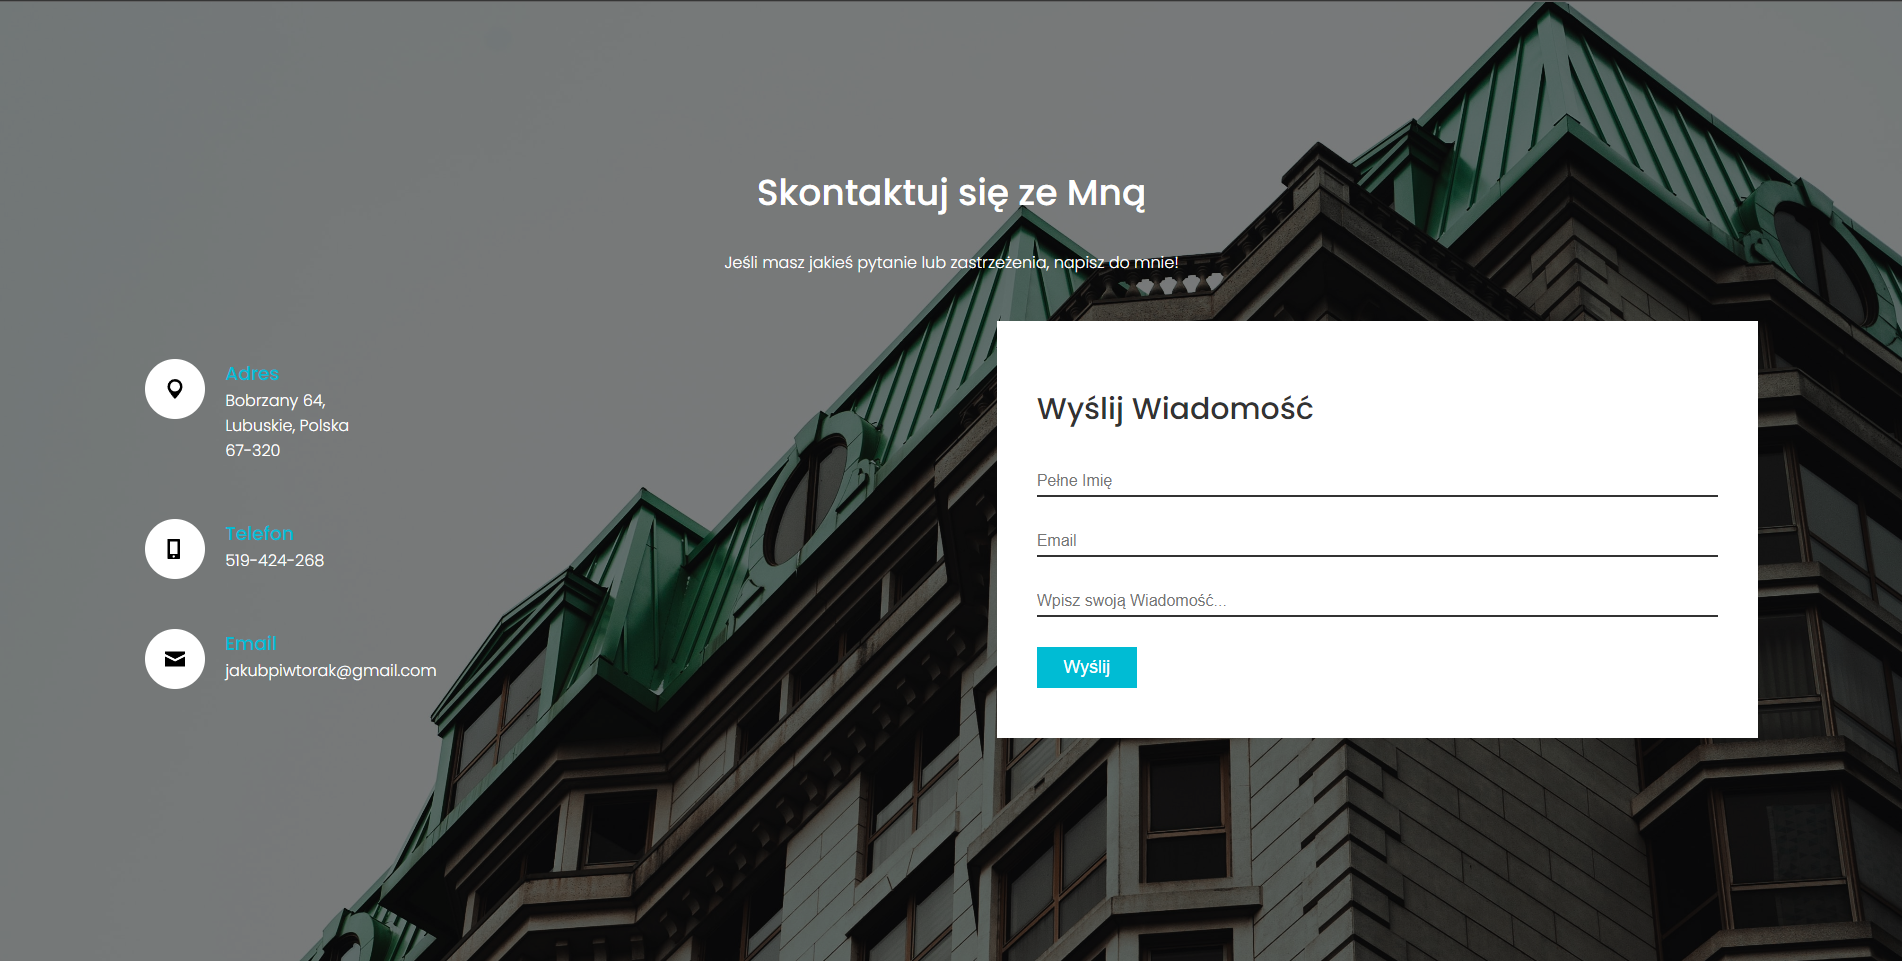 Skontaktuj się ze Mną
Jeśli masz jakieś pytanie lub zastrzeżenia, napisz do mnie!
Adres
Bobrzany 64,
Lubuskie, Polska
67-320
Telefon
519-424-268
Email
jakubpiwtorak@gmail.com
Wyślij Wiadomość
Pełne Imię
Email
Wpisz swoją Wiadomość...
Wyślij